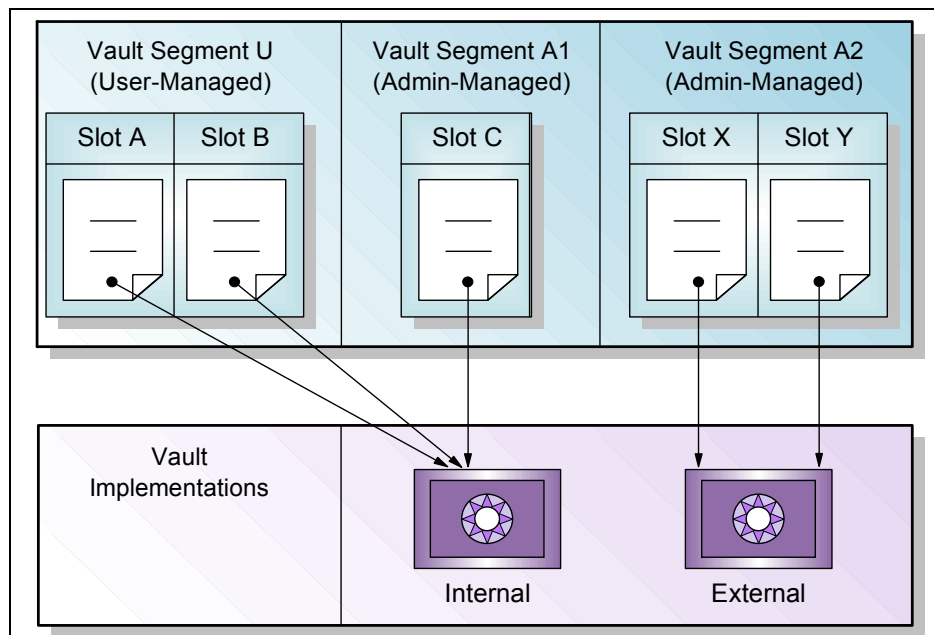 Vault Segment U
(User-Managed)
Vault Segment A1
(Admin-Managed)
Vault Segment A2
(Admin-Managed)
Slot A
Slot B
Slot C
Slot X
Slot Y
Vault
Implementations
Internal
External